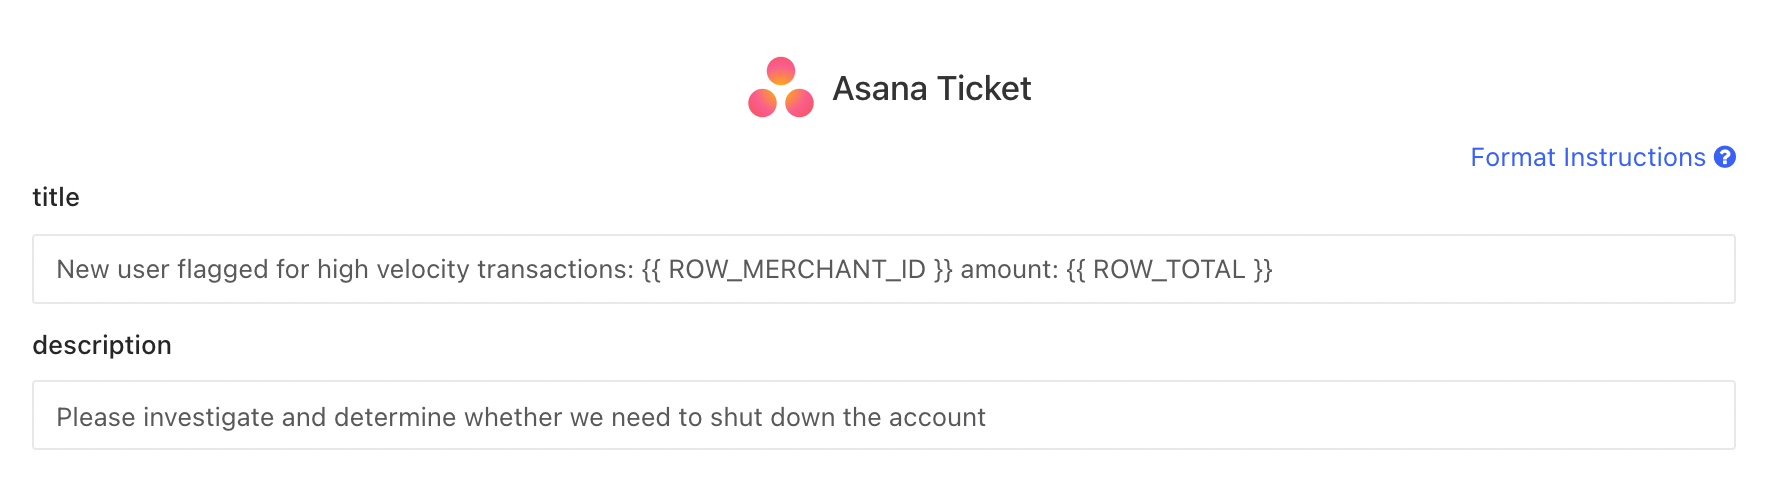 Asana Ticket
Format Instructions
title
New user flagged for high velocity transactions: {{ ROW_MERCHANT_ID }} amount: {{ ROW_TOTAL }}
description
Please investigate and determine whether we need to shut down the account